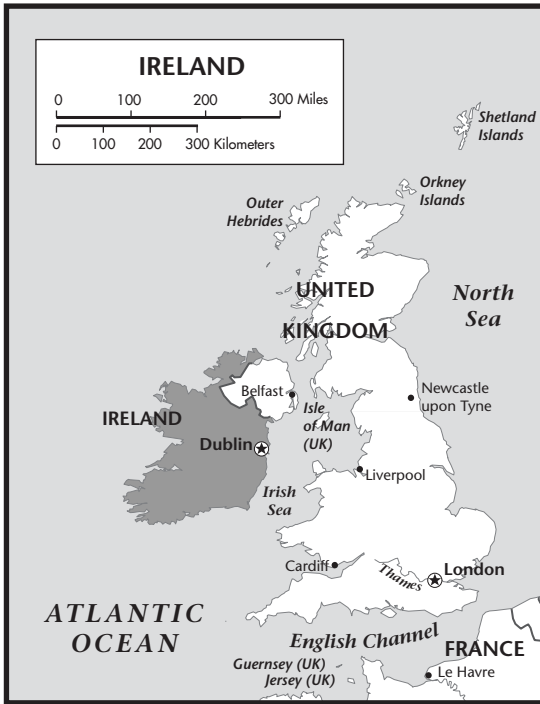 IRELAND
0 100 200 300 Miles
0 100 200 300 Kilometers
Shetland
Islands
Orkney
Islands
Outer
Hebrides
UNITED
KINGDOM
North
Sea
Belfast
Newcastle
upon Tyne
Isle
of Man
(UK)
IRELAND
Dublin
Liverpool
Irish
Sea
Cardiff
Thames
London
ATLANTIC
OCEAN
English Channel
FRANCE
Guernsey (UK)
Jersey (UK)
Le Havre